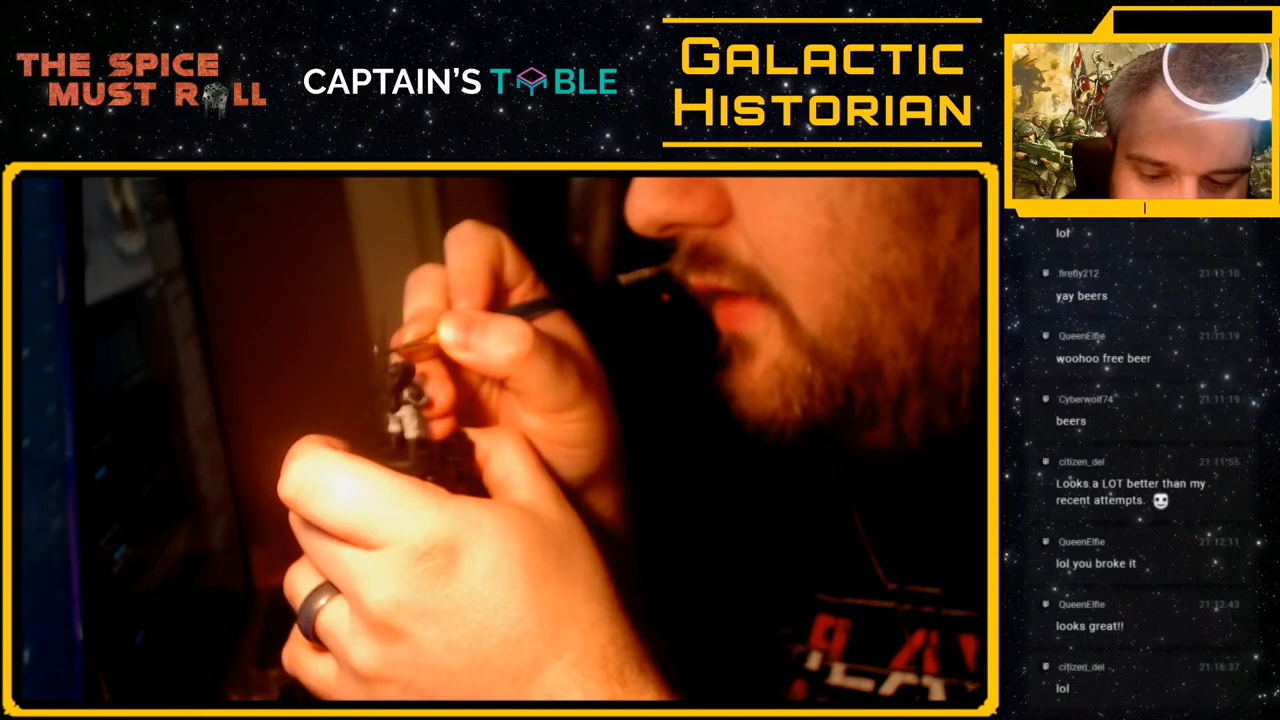 THE SPICE
MUST ROLL
CAPTAIN'S TABLE
GALACTIC
HISTORIAN
lol
firefly212 21:11:10
yay beers
QueenElfie 21:11:19
woohoo free beer
Cyberwolf74 21:11:19
beers
citizen_del 21:11:55
Looks a LOT better than my
recent attempts.
QueenElfie 21:12:11
lol you broke it
QueenElfie 21:12:43
looks great!!
citizen_del 21:16:37
lol